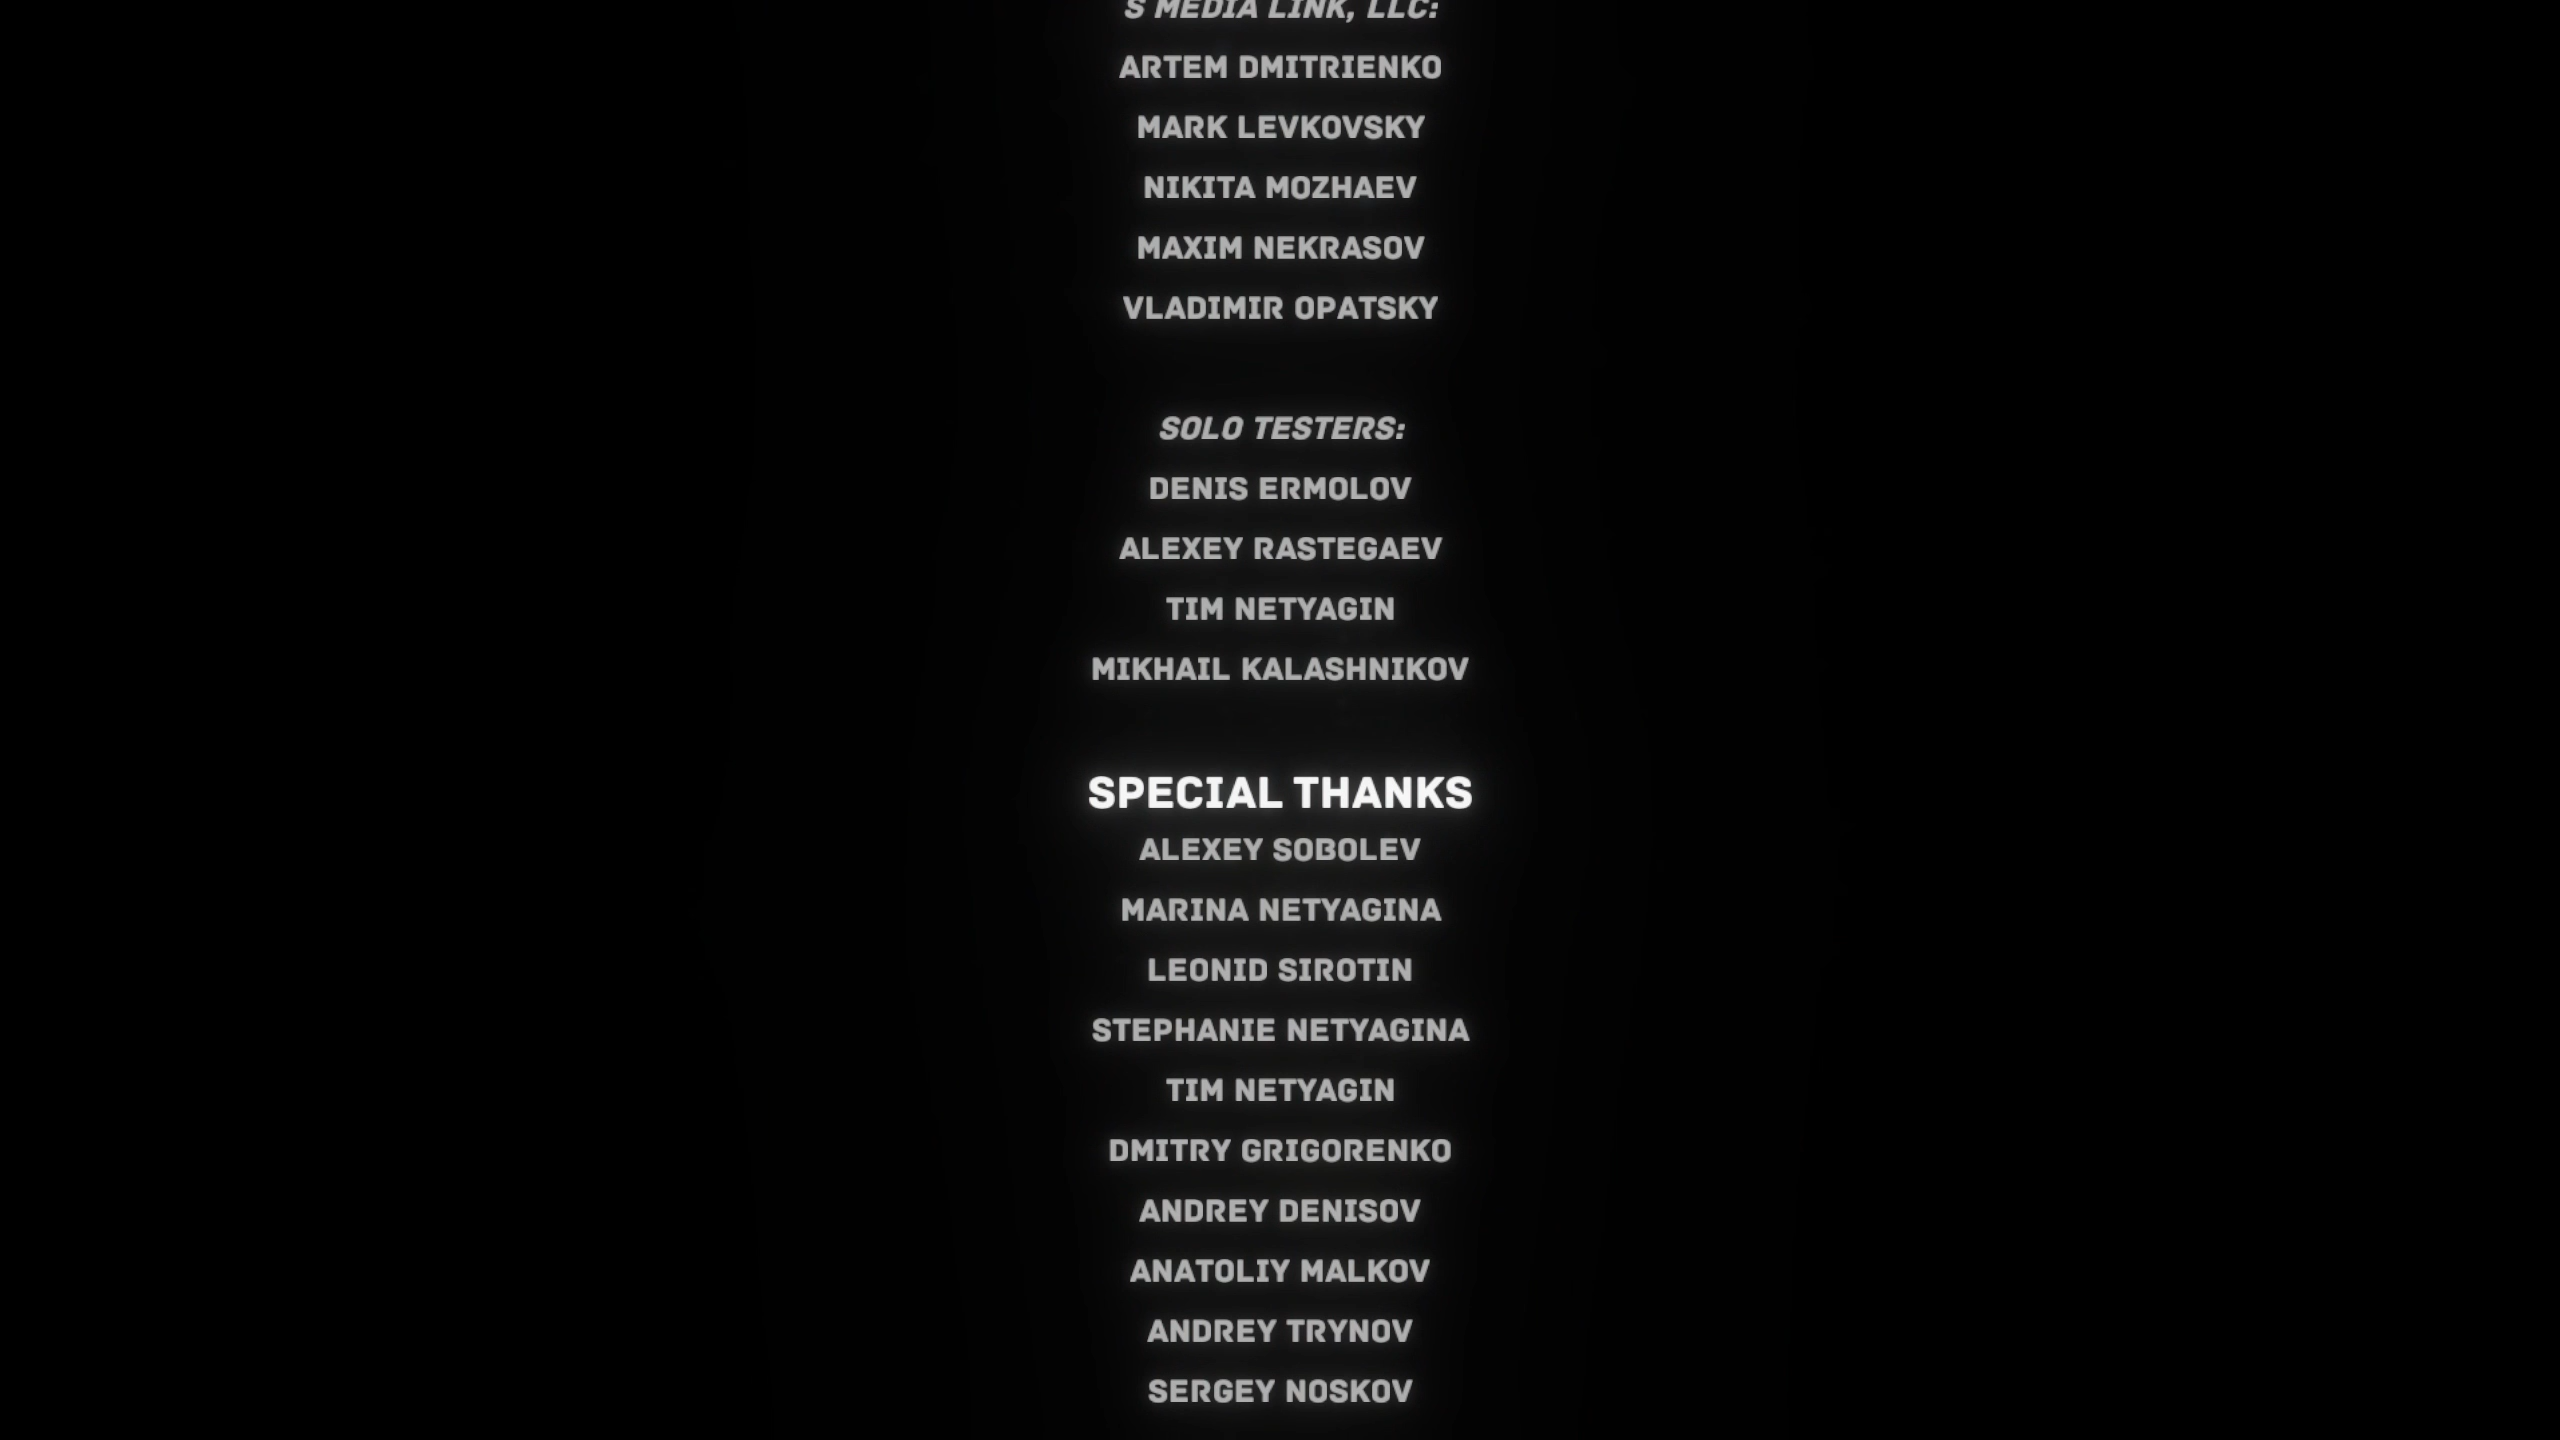 S MEDIA LINK, LLC:
ARTEM DMITRIENKO
MARK LEVKOVSKY
NIKITA MOZHAEV
MAXIM NEKRASOV
VLADIMIR OPATSKY
SOLO TESTERS:
DENIS ERMOLOV
ALEXEY RASTEGAEV
TIM NETYAGIN
MIKHAIL KALASHNIKOV
SPECIAL THANKS
ALEXEY SOBOLEV
MARINA NETYAGINA
LEONID SIROTIN
STEPHANIE NETYAGINA
TIM NETYAGIN
DMITRY GRIGORENKO
ANDREY DENISOV
ANATOLIY MALKOV
ANDREY TRYNOV
SERGEY NOSKOV